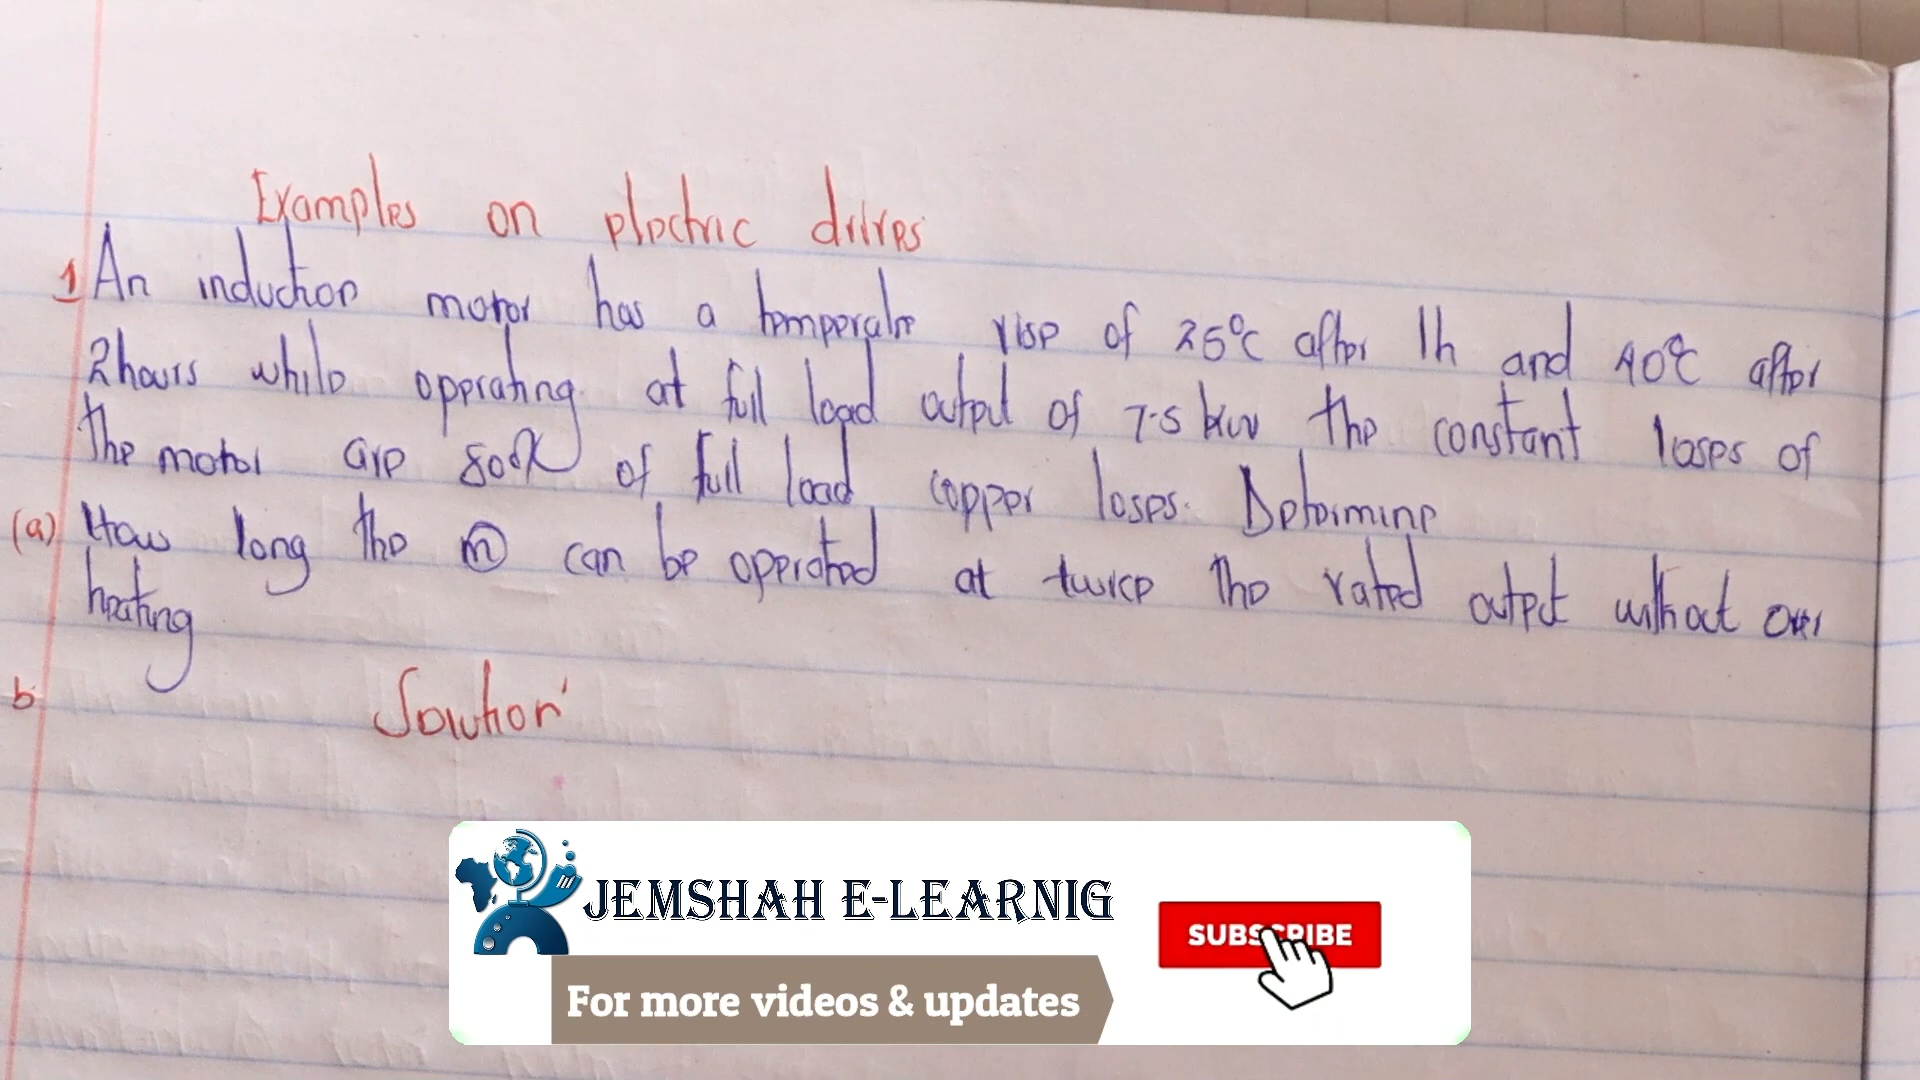 Examples on electric drives
1 An induction motor has a temperatre rise of 25°C after 1h and 40°C after
2hours while operating at full load output of 7.5 kw the constant loses of
the motor are 80% of full load copper loses. Determine
(a) How long the m can be operated at twice the rated output without over
heating
b Solution
JEMSHAH E-LEARNIG
SUBSCRIBE
For more videos & updates